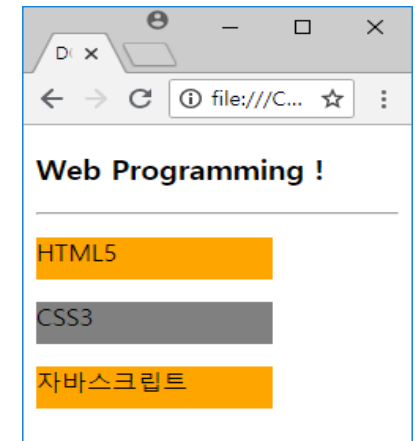 D
file:///C...
Web Programming !
HTML5
CSS3
자바스크립트